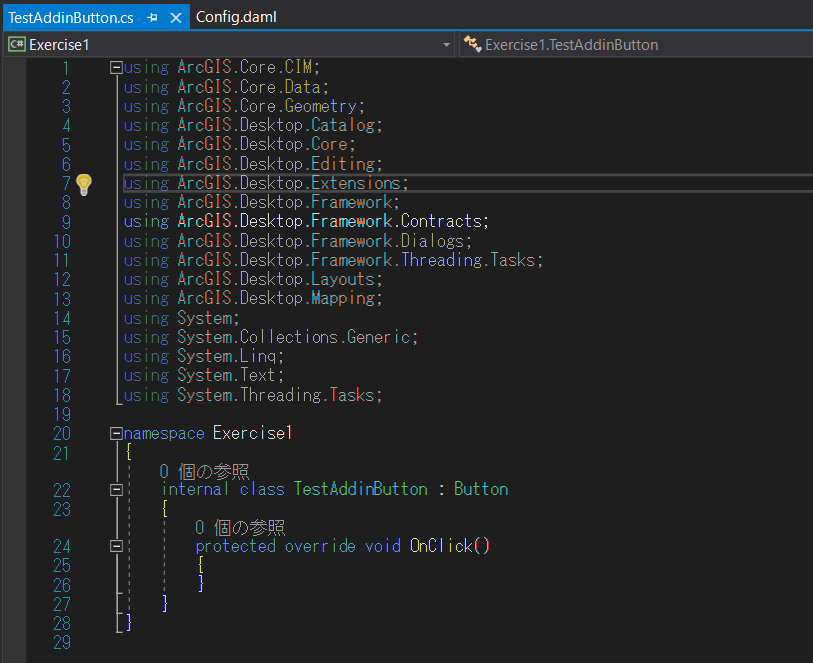 TestAddinButton.cs Config.daml
C# Exercise1 Exercise1.TestAddinButton
1 using ArcGIS.Core.CIM;
2 using ArcGIS.Core.Data;
3 using ArcGIS.Core.Geometry;
4 using ArcGIS.Desktop.Catalog;
5 using ArcGIS.Desktop.Core;
6 using ArcGIS.Desktop.Editing;
7 using ArcGIS.Desktop.Extensions;
8 using ArcGIS.Desktop.Framework;
9 using ArcGIS.Desktop.Framework.Contracts;
10 using ArcGIS.Desktop.Framework.Dialogs;
11 using ArcGIS.Desktop.Framework.Threading.Tasks;
12 using ArcGIS.Desktop.Layouts;
13 using ArcGIS.Desktop.Mapping;
14 using System;
15 using System.Collections.Generic;
16 using System.Linq;
17 using System.Text;
18 using System.Threading.Tasks;
19
20 namespace Exercise1
21 {
0 個の参照
22 internal class TestAddinButton : Button
23 {
0 個の参照
24 protected override void OnClick()
25 {
26 }
27 }
28 }
29